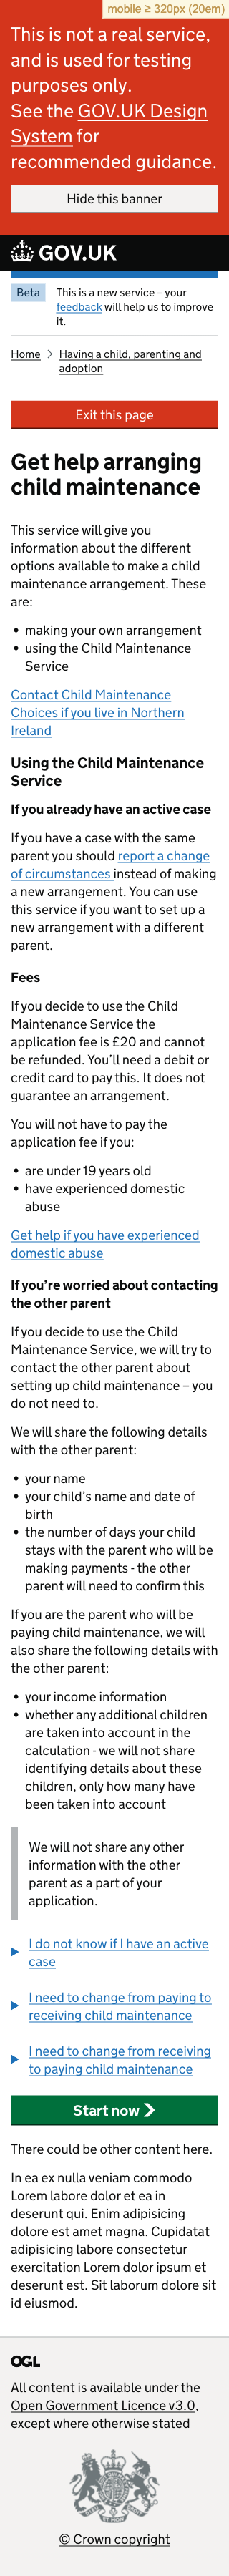 mobile ≥ 320px (20em)
This is not a real service,
and is used for testing
purposes only.
See the GOV.UK Design
System for
recommended guidance.
Hide this banner
GOV.UK
Beta
This is a new service – your
feedback will help us to improve
it.
Home
Having a child, parenting and
adoption
Exit this page
Get help arranging
child maintenance
This service will give you
information about the different
options available to make a child
maintenance arrangement. These
are:
• making your own arrangement
• using the Child Maintenance
Service
Contact Child Maintenance
Choices if you live in Northern
Ireland
Using the Child Maintenance
Service
If you already have an active case
If you have a case with the same
parent you should report a change
of circumstances instead of making
a new arrangement. You can use
this service if you want to set up a
new arrangement with a different
parent.
Fees
If you decide to use the Child
Maintenance Service the
application fee is £20 and cannot
be refunded. You’ll need a debit or
credit card to pay this. It does not
guarantee an arrangement.
You will not have to pay the
application fee if you:
• are under 19 years old
• have experienced domestic
abuse
Get help if you have experienced
domestic abuse
If you’re worried about contacting
the other parent
If you decide to use the Child
Maintenance Service, we will try to
contact the other parent about
setting up child maintenance – you
do not need to.
We will share the following details
with the other parent:
• your name
• your child’s name and date of
birth
• the number of days your child
stays with the parent who will be
making payments - the other
parent will need to confirm this
If you are the parent who will be
paying child maintenance, we will
also share the following details with
the other parent:
• your income information
• whether any additional children
are taken into account in the
calculation - we will not share
identifying details about these
children, only how many have
been taken into account
We will not share any other
information with the other
parent as a part of your
application.
I do not know if I have an active
case
I need to change from paying to
receiving child maintenance
I need to change from receiving
to paying child maintenance
Start now
There could be other content here.
In ea ex nulla veniam commodo
Lorem labore dolor et ea in
deserunt qui. Enim adipisicing
dolore est amet magna. Cupidatat
adipisicing labore consectetur
exercitation Lorem dolor ipsum et
deserunt est. Sit laborum dolore sit
id eiusmod.
OGL
All content is available under the
Open Government Licence v3.0,
except where otherwise stated
© Crown copyright